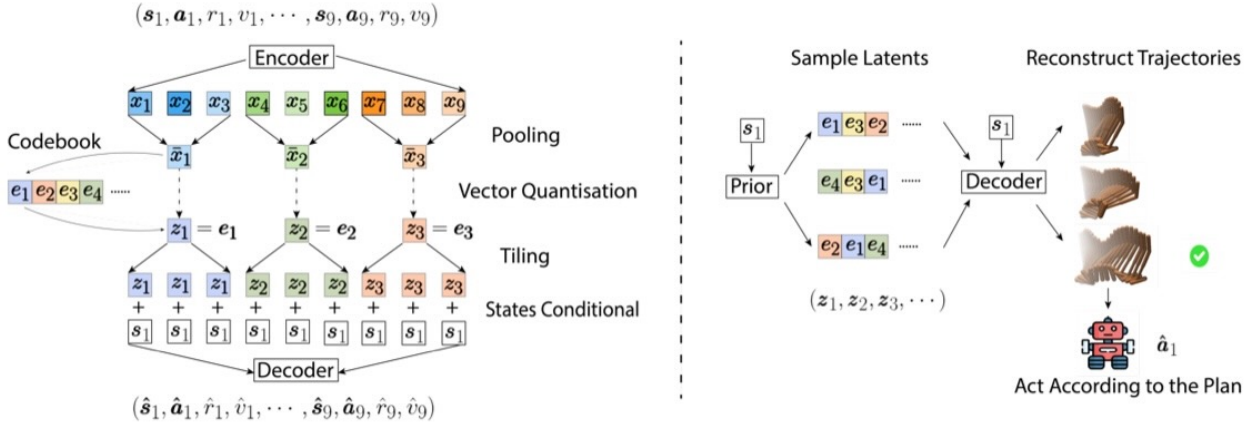 (s₁, a₁, r₁, v₁, ⋯ , s₉, a₉, r₉, v₉)
Encoder
x₁ x₂ x₃ x₄ x₅ x₆ x₇ x₈ x₉
Pooling
Codebook
x̄₁ x̄₂ x̄₃
e₁ e₂ e₃ e₄ ......
Vector Quantisation
z₁ = e₁ z₂ = e₂ z₃ = e₃
Tiling
z₁ z₁ z₁ z₂ z₂ z₂ z₃ z₃ z₃
+ + + + + + + + +
States Conditional
s₁ s₁ s₁ s₁ s₁ s₁ s₁ s₁ s₁
Decoder
(ŝ₁, â₁, r̂₁, v̂₁, ⋯ , ŝ₉, â₉, r̂₉, v̂₉)
Sample Latents
Reconstruct Trajectories
s₁
Prior
e₁ e₃ e₂ ......
e₄ e₃ e₁ ......
e₂ e₁ e₄ ......
(z₁, z₂, z₃, ⋯ )
s₁
Decoder
â₁
Act According to the Plan